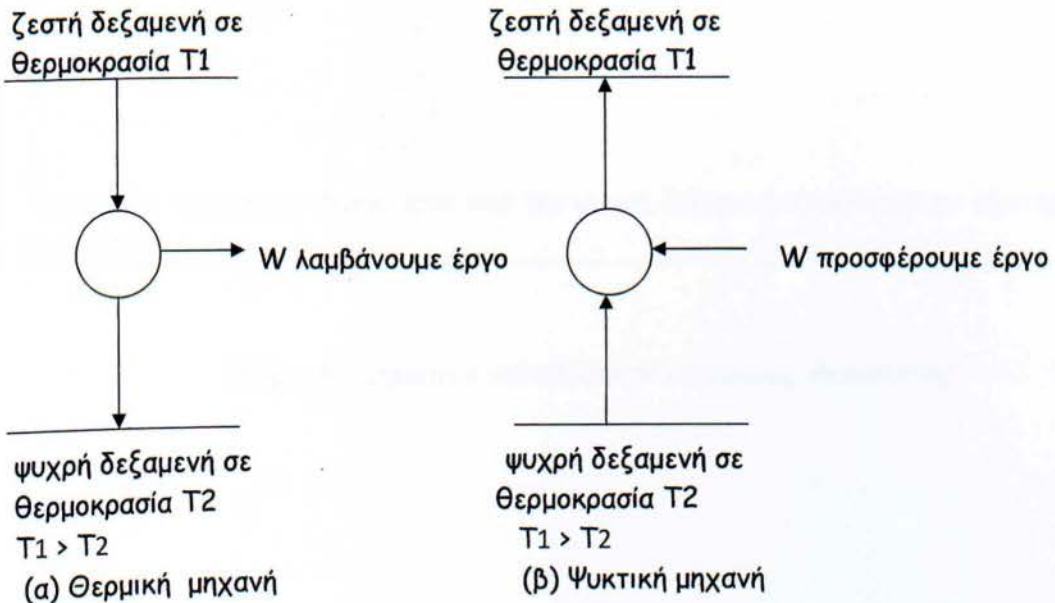 ζεστή δεξαμενή σε
θερμοκρασία T1
W λαμβάνουμε έργο
ψυχρή δεξαμενή σε
θερμοκρασία T2
T1 > T2
(α) Θερμική μηχανή
ζεστή δεξαμενή σε
θερμοκρασία T1
W προσφέρουμε έργο
ψυχρή δεξαμενή σε
θερμοκρασία T2
T1 > T2
(β) Ψυκτική μηχανή